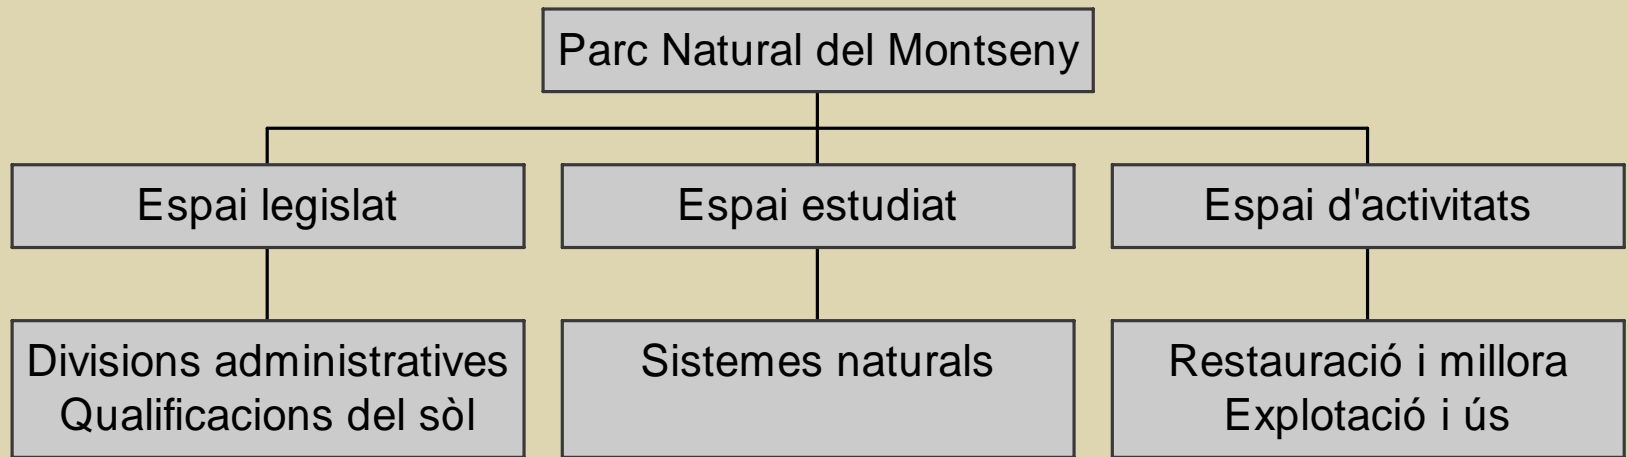 Parc Natural del Montseny
Espai legislat
Espai estudiat
Espai d'activitats
Divisions administratives
Qualificacions del sòl
Sistemes naturals
Restauració i millora
Explotació i ús